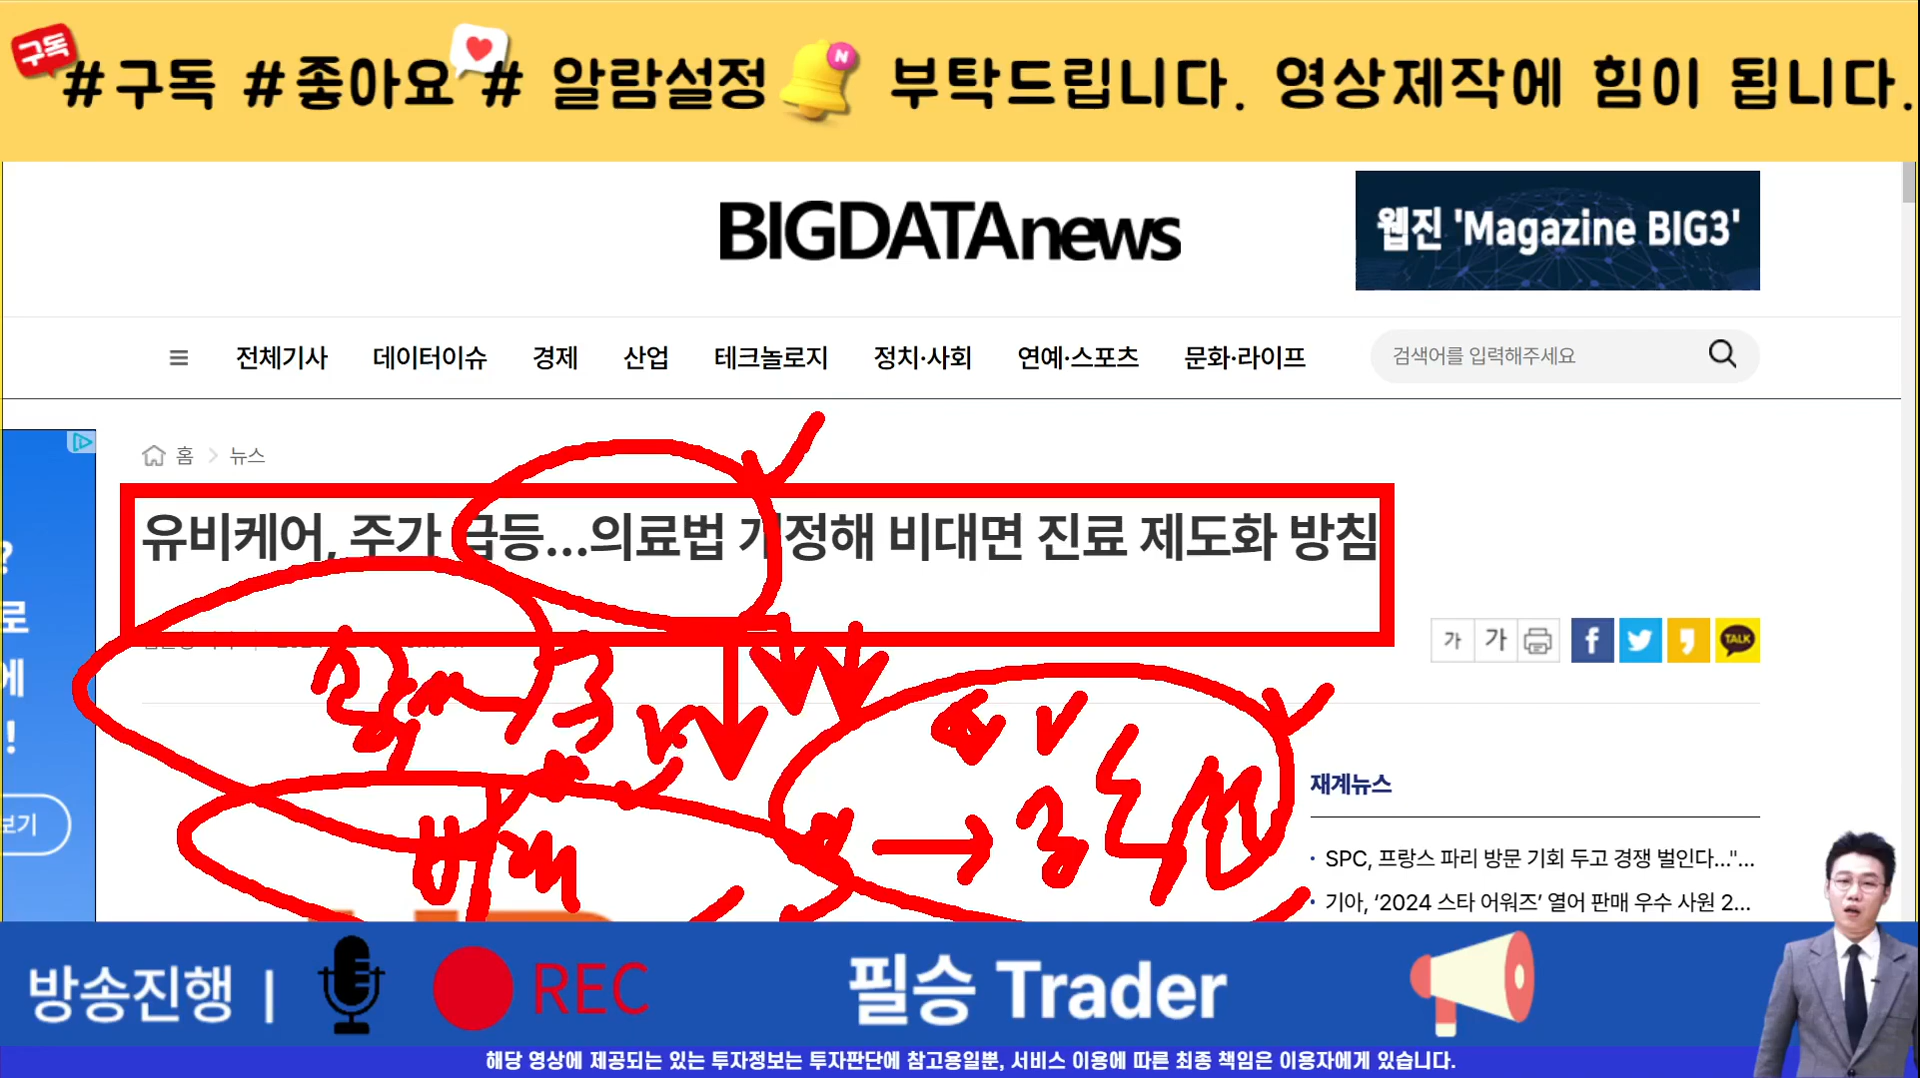 구독
#구독 #좋아요 # 알람설정 N 부탁드립니다. 영상제작에 힘이 됩니다.
BIGDATAnews
웹진 'Magazine BIG3'
전체기사 데이터이슈 경제 산업 테크놀로지 정치·사회 연예·스포츠 문화·라이프
검색어를 입력해주세요
홈 뉴스
유비케어, 주가 급등...의료법 개정해 비대면 진료 제도화 방침
가 가
TALK
?
로
에
!
보기
재계뉴스
· SPC, 프랑스 파리 방문 기회 두고 경쟁 벌인다..."...
· 기아, ‘2024 스타 어워즈’ 열어 판매 우수 사원 2...
방송진행 | REC 필승 Trader
해당 영상에 제공되는 있는 투자정보는 투자판단에 참고용일뿐, 서비스 이용에 따른 최종 책임은 이용자에게 있습니다.